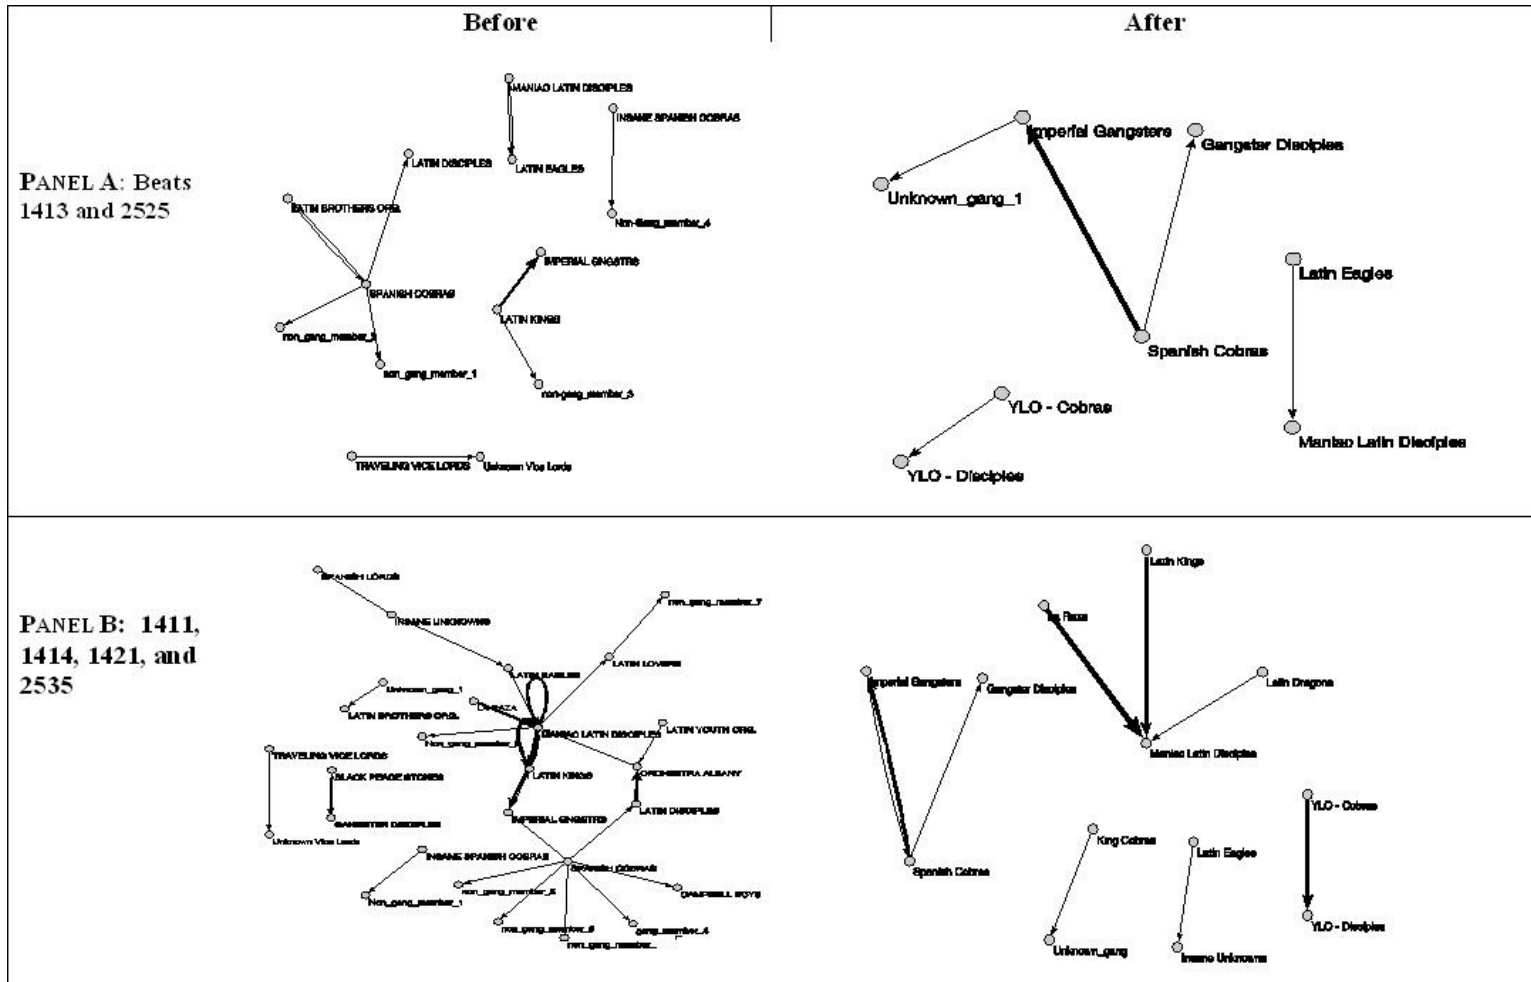 Before
After
PANEL A: Beats
1413 and 2525
MANIAC LATIN DISCIPLES
INSANE SPANISH COBRAS
LATIN DISCIPLES
LATIN EAGLES
LATIN BROTHERS ORG.
Non-Gang_member_4
IMPERIAL GNGSTRS
SPANISH COBRAS
LATIN KINGS
non_gang_member_1
non-gang_member_3
TRAVELING VICE LORDS
Unknown Vice Lords
Imperial Gangsters
Gangster Disciples
Unknown_gang_1
Latin Eagles
Spanish Cobras
YLO - Cobras
Maniac Latin Disciples
YLO - Disciples
PANEL B: 1411,
1414, 1421, and
2535
SPANISH LORDS
non_gang_member_7
INSANE UNKNOWNS
LATIN LOVERS
LATIN EAGLES
Unknown_gang_1
LA RAZA
LATIN BROTHERS ORG.
MANIAC LATIN DISCIPLES
LATIN YOUTH ORG.
Non_gang_member
TRAVELING VICE LORDS
BLACK PEACE STONES
LATIN KINGS
ORCHESTRA ALBANY
LATIN DISCIPLES
IMPERIAL GNGSTRS
GANGSTER DISCIPLES
Unknown Vice Lords
INSANE SPANISH COBRAS
SPANISH COBRAS
CAMPBELL BOYS
Non_gang_member_1
gang_member_4
non_gang_member_
Latin Kings
La Raza
Imperial Gangsters
Gangster Disciples
Latin Dragons
Maniac Latin Disciples
YLO - Cobras
King Cobras
Latin Eagles
Spanish Cobras
YLO - Disciples
Unknown_gang
Insane Unknowns